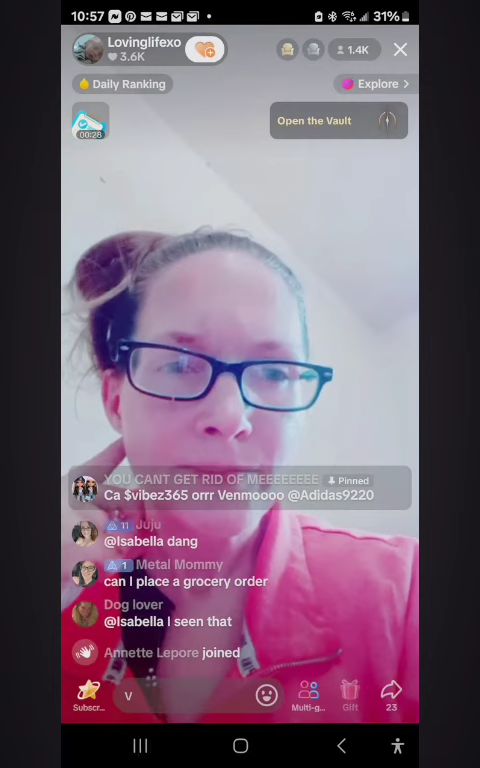 10:57
31%
Lovinglifexo
3.6K
1.4K
Daily Ranking
Explore
00:28
Open the Vault
YOU CANT GET RID OF MEEEEEEEE Pinned
Ca $vibez365 orrr Venmoooo @Adidas9220
11 Juju
@Isabella dang
1 Metal Mommy
can I place a grocery order
Dog lover
@Isabella I seen that
Annette Lepore joined
V
Subscr...
Multi-g...
Gift
23